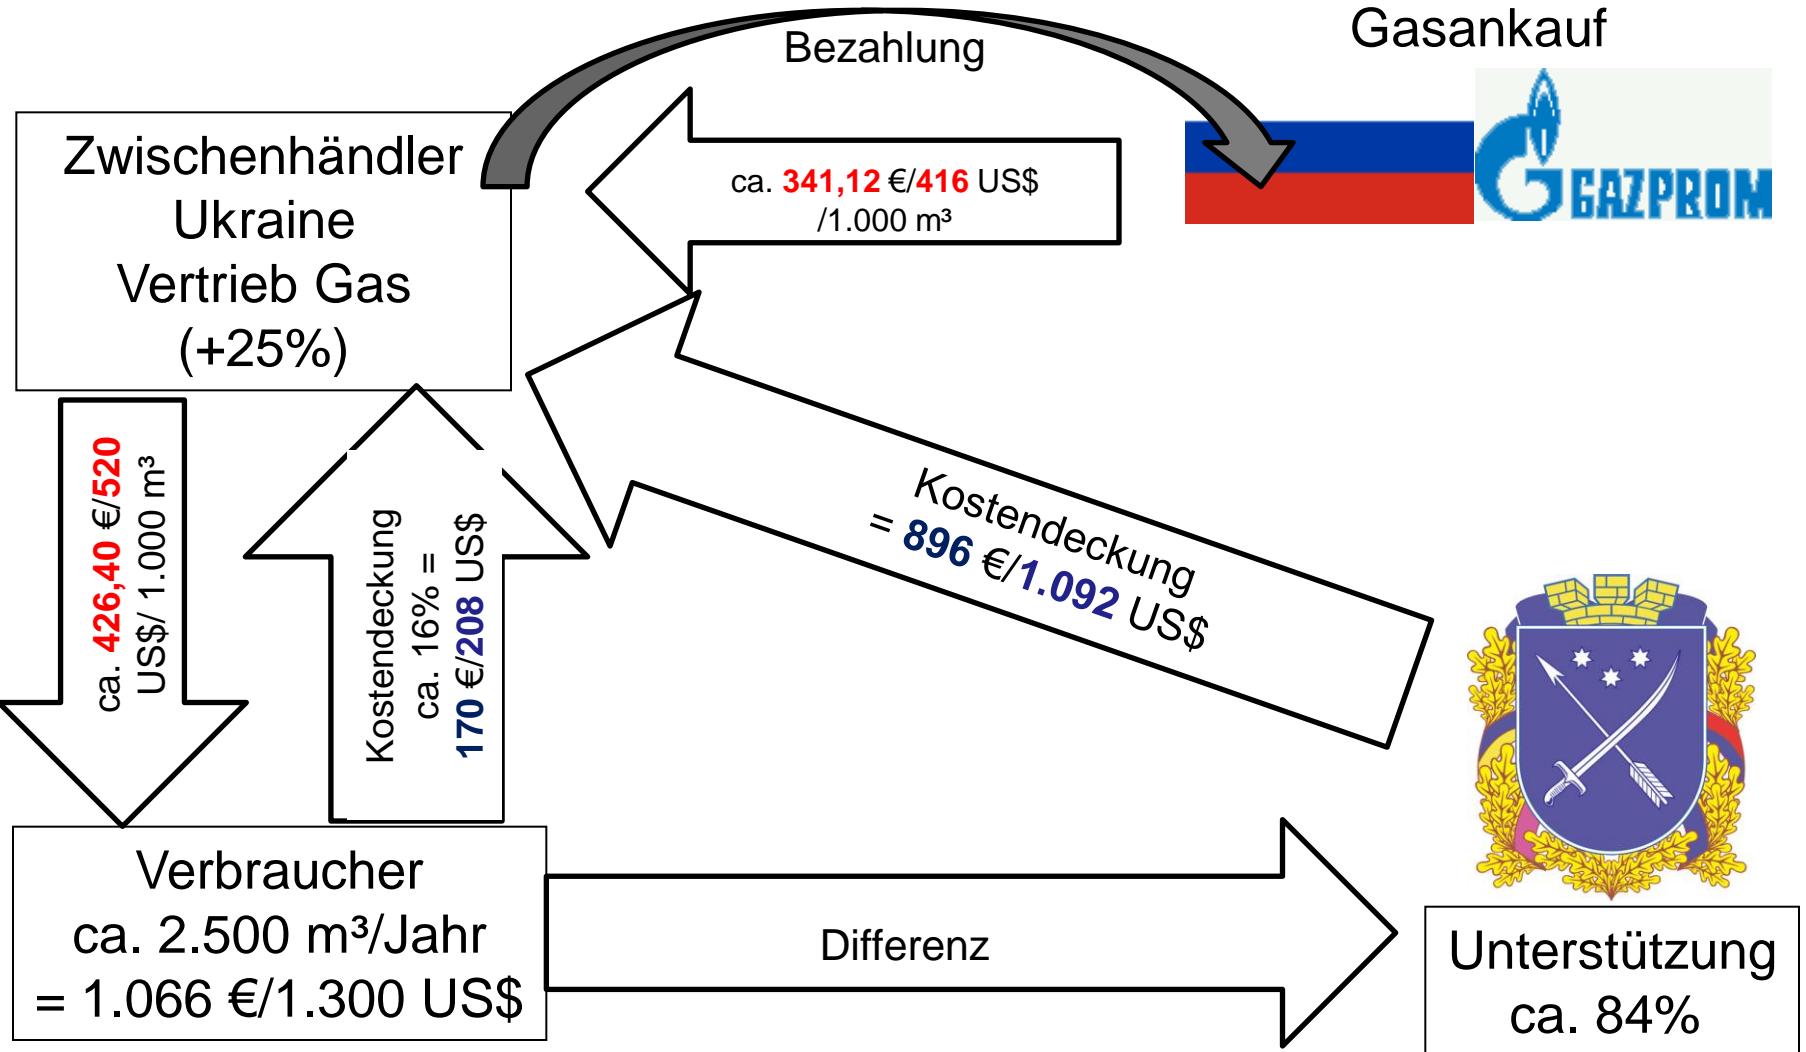 Bezahlung
Gasankauf
GAZPROM
Zwischenhändler
Ukraine
Vertrieb Gas
(+25%)
ca. 341,12 €/416 US$
/1.000 m³
ca. 426,40 €/520
US$/ 1.000 m³
Kostendeckung
ca. 16% =
170 €/208 US$
Kostendeckung
= 896 €/1.092 US$
Verbraucher
ca. 2.500 m³/Jahr
= 1.066 €/1.300 US$
Differenz
Unterstützung
ca. 84%